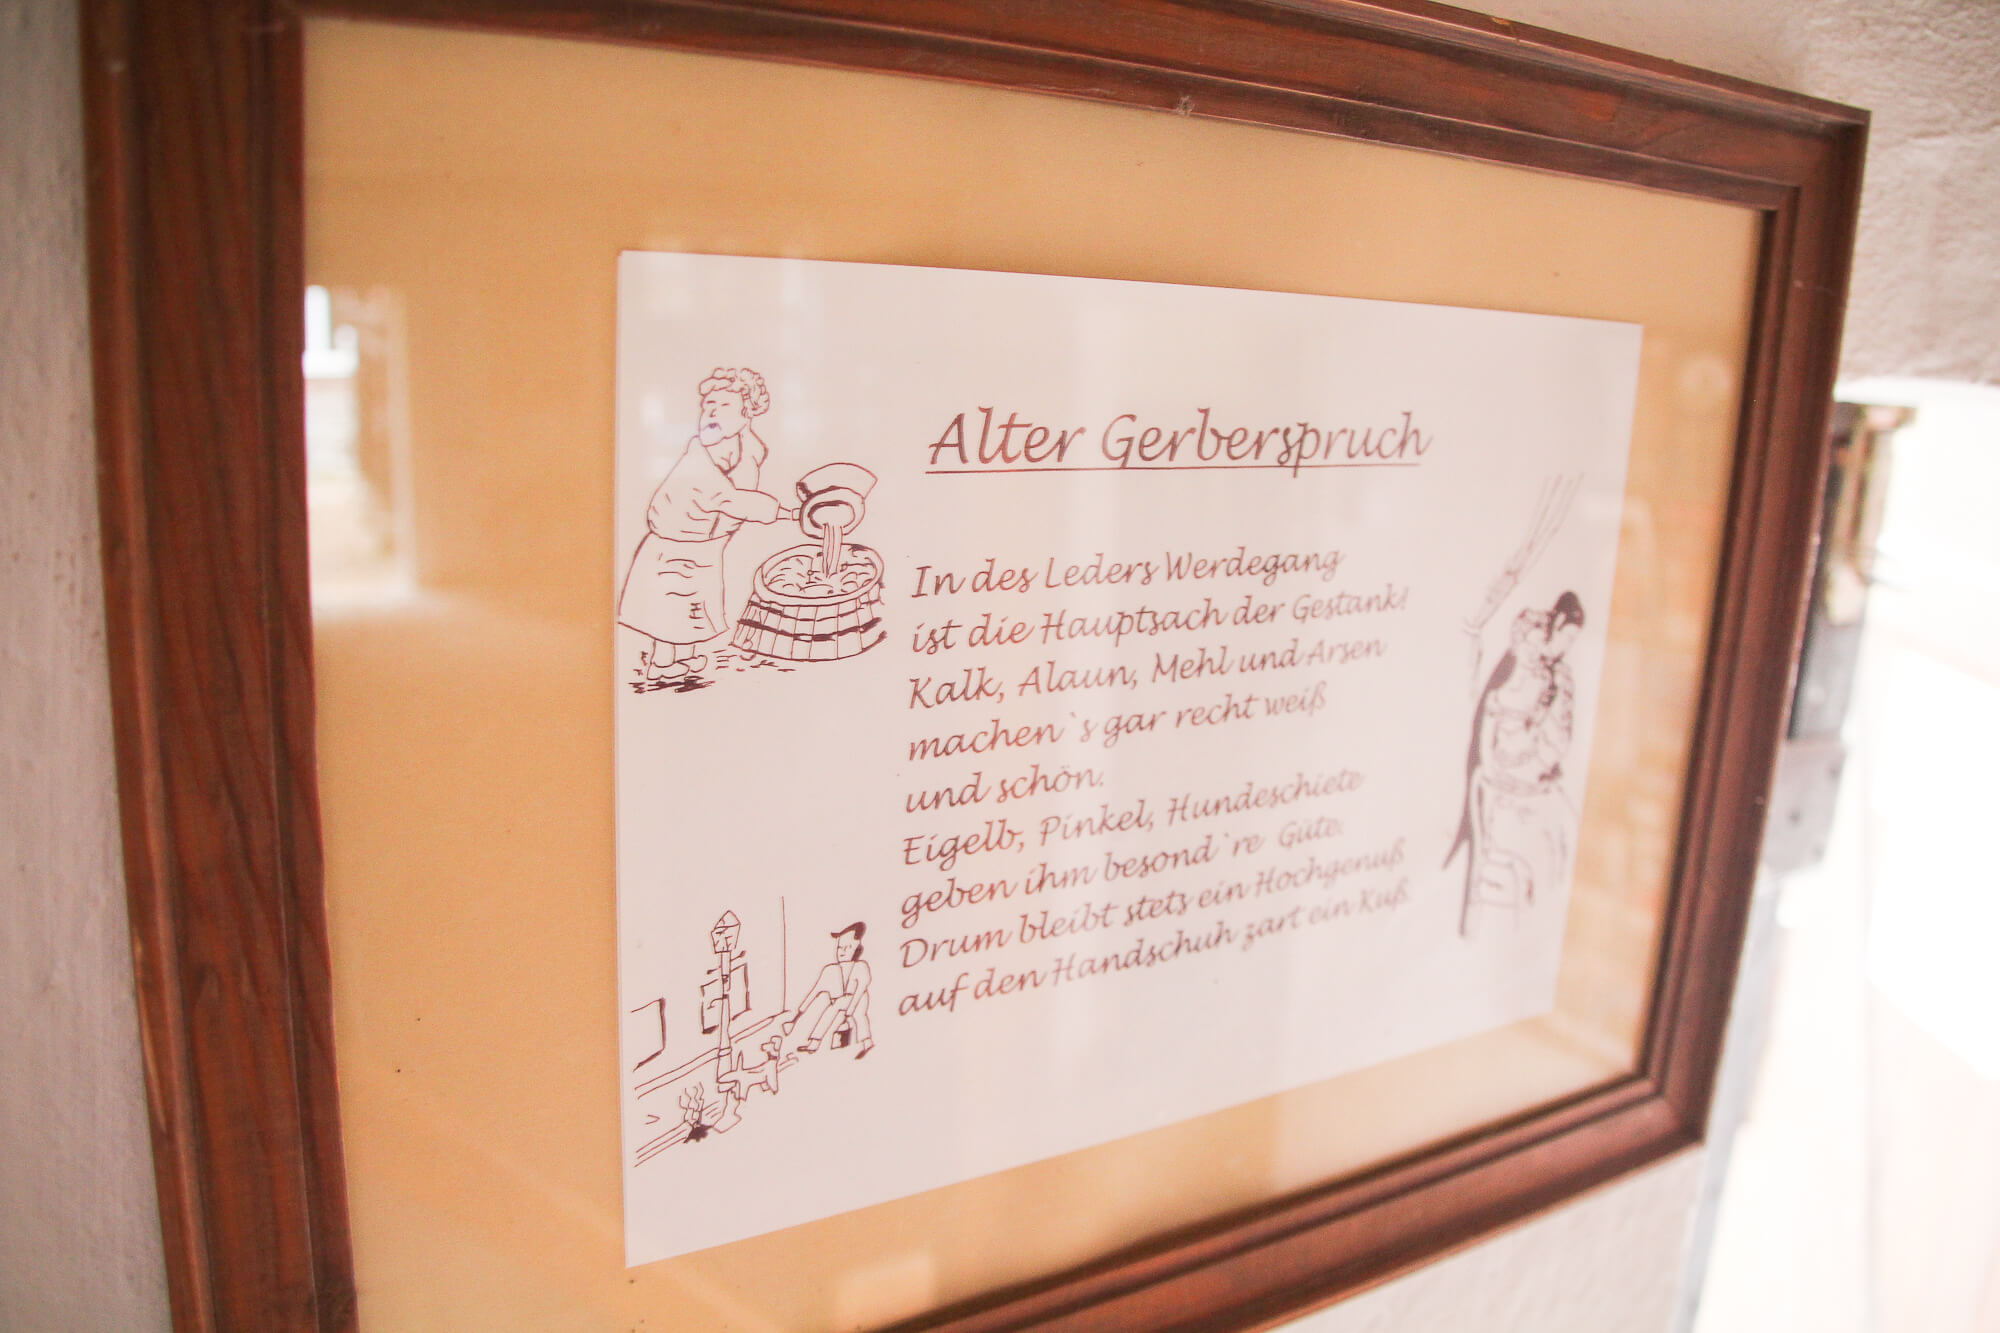 Alter Gerberspruch
In des Leders Werdegang
ist die Hauptsach der Gestank!
Kalk, Alaun, Mehl und Arsen
machen`s gar recht weiß
und schön.
Eigelb, Pinkel, Hundeschiete
geben ihm besond`re Güte.
Drum bleibt stets ein Hochgenuß
auf den Handschuh zart ein Kuß.